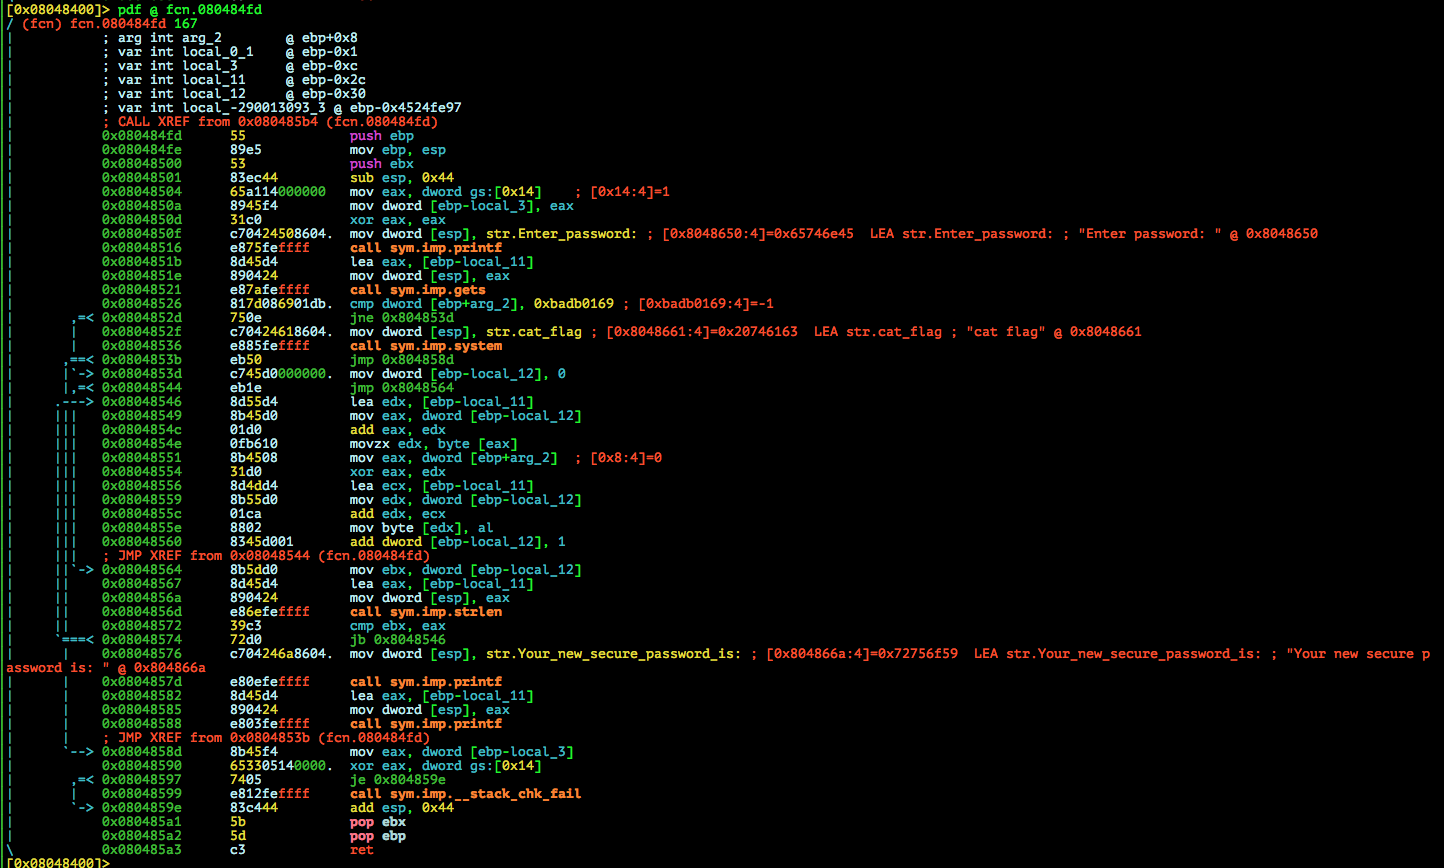 [0x08048400]> pdf @ fcn.080484fd
/ (fcn) fcn.080484fd 167
| ; arg int arg_2 @ ebp+0x8
| ; var int local_0_1 @ ebp-0x1
| ; var int local_3 @ ebp-0xc
| ; var int local_11 @ ebp-0x2c
| ; var int local_12 @ ebp-0x30
| ; var int local_-290013093_3 @ ebp-0x4524fe97
| ; CALL XREF from 0x080485b4 (fcn.080484fd)
| 0x080484fd 55 push ebp
| 0x080484fe 89e5 mov ebp, esp
| 0x08048500 53 push ebx
| 0x08048501 83ec44 sub esp, 0x44
| 0x08048504 65a114000000 mov eax, dword gs:[0x14] ; [0x14:4]=1
| 0x0804850a 8945f4 mov dword [ebp-local_3], eax
| 0x0804850d 31c0 xor eax, eax
| 0x0804850f c70424508604. mov dword [esp], str.Enter_password: ; [0x8048650:4]=0x65746e45 LEA str.Enter_password: ; "Enter password: " @ 0x8048650
| 0x08048516 e875feffff call sym.imp.printf
| 0x0804851b 8d45d4 lea eax, [ebp-local_11]
| 0x0804851e 890424 mov dword [esp], eax
| 0x08048521 e87afeffff call sym.imp.gets
| 0x08048526 817d086901db. cmp dword [ebp+arg_2], 0xbadb0169 ; [0xbadb0169:4]=-1
| ,=< 0x0804852d 750e jne 0x804853d
| | 0x0804852f c70424618604. mov dword [esp], str.cat_flag ; [0x8048661:4]=0x20746163 LEA str.cat_flag ; "cat flag" @ 0x8048661
| | 0x08048536 e885feffff call sym.imp.system
| ,==< 0x0804853b eb50 jmp 0x804858d
| |`-> 0x0804853d c745d0000000. mov dword [ebp-local_12], 0
| |,=< 0x08048544 eb1e jmp 0x8048564
| .---> 0x08048546 8d55d4 lea edx, [ebp-local_11]
| ||| 0x08048549 8b45d0 mov eax, dword [ebp-local_12]
| ||| 0x0804854c 01d0 add eax, edx
| ||| 0x0804854e 0fb610 movzx edx, byte [eax]
| ||| 0x08048551 8b4508 mov eax, dword [ebp+arg_2] ; [0x8:4]=0
| ||| 0x08048554 31d0 xor eax, edx
| ||| 0x08048556 8d4dd4 lea ecx, [ebp-local_11]
| ||| 0x08048559 8b55d0 mov edx, dword [ebp-local_12]
| ||| 0x0804855c 01ca add edx, ecx
| ||| 0x0804855e 8802 mov byte [edx], al
| ||| 0x08048560 8345d001 add dword [ebp-local_12], 1
| ||| ; JMP XREF from 0x08048544 (fcn.080484fd)
| ||`-> 0x08048564 8b5dd0 mov ebx, dword [ebp-local_12]
| || 0x08048567 8d45d4 lea eax, [ebp-local_11]
| || 0x0804856a 890424 mov dword [esp], eax
| || 0x0804856d e86efeffff call sym.imp.strlen
| || 0x08048572 39c3 cmp ebx, eax
| `===< 0x08048574 72d0 jb 0x8048546
| | 0x08048576 c704246a8604. mov dword [esp], str.Your_new_secure_password_is: ; [0x804866a:4]=0x72756f59 LEA str.Your_new_secure_password_is: ; "Your new secure p
assword is: " @ 0x804866a
| | 0x0804857d e80efeffff call sym.imp.printf
| | 0x08048582 8d45d4 lea eax, [ebp-local_11]
| | 0x08048585 890424 mov dword [esp], eax
| | 0x08048588 e803feffff call sym.imp.printf
| | ; JMP XREF from 0x0804853b (fcn.080484fd)
| `--> 0x0804858d 8b45f4 mov eax, dword [ebp-local_3]
| 0x08048590 653305140000. xor eax, dword gs:[0x14]
| ,=< 0x08048597 7405 je 0x804859e
| | 0x08048599 e812feffff call sym.imp.__stack_chk_fail
| `-> 0x0804859e 83c444 add esp, 0x44
| 0x080485a1 5b pop ebx
| 0x080485a2 5d pop ebp
\ 0x080485a3 c3 ret
[0x08048400]>